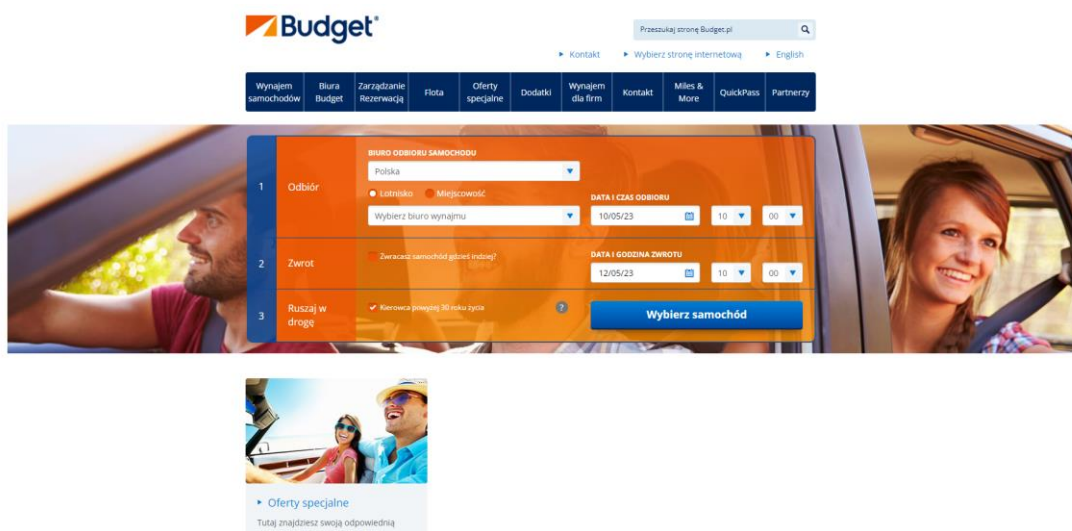 Budget
Przeszukaj stronę Budget.pl
Kontakt
Wybierz stronę internetową
English
Wynajem samochodów
Biura Budget
Zarządzanie Rezerwacją
Flota
Oferty specjalne
Dodatki
Wynajem dla firm
Kontakt
Miles & More
QuickPass
Partnerzy
1
Odbiór
BIURO ODBIORU SAMOCHODU
Polska
Lotnisko
Miejscowość
Wybierz biuro wynajmu
DATA I CZAS ODBIORU
10/05/23
10
00
2
Zwrot
Zwracasz samochód gdzieś indziej?
DATA I GODZINA ZWROTU
12/05/23
10
00
3
Ruszaj w drogę
Kierowca powyżej 30 roku życia
?
Wybierz samochód
Oferty specjalne
Tutaj znajdziesz swoją odpowiednią